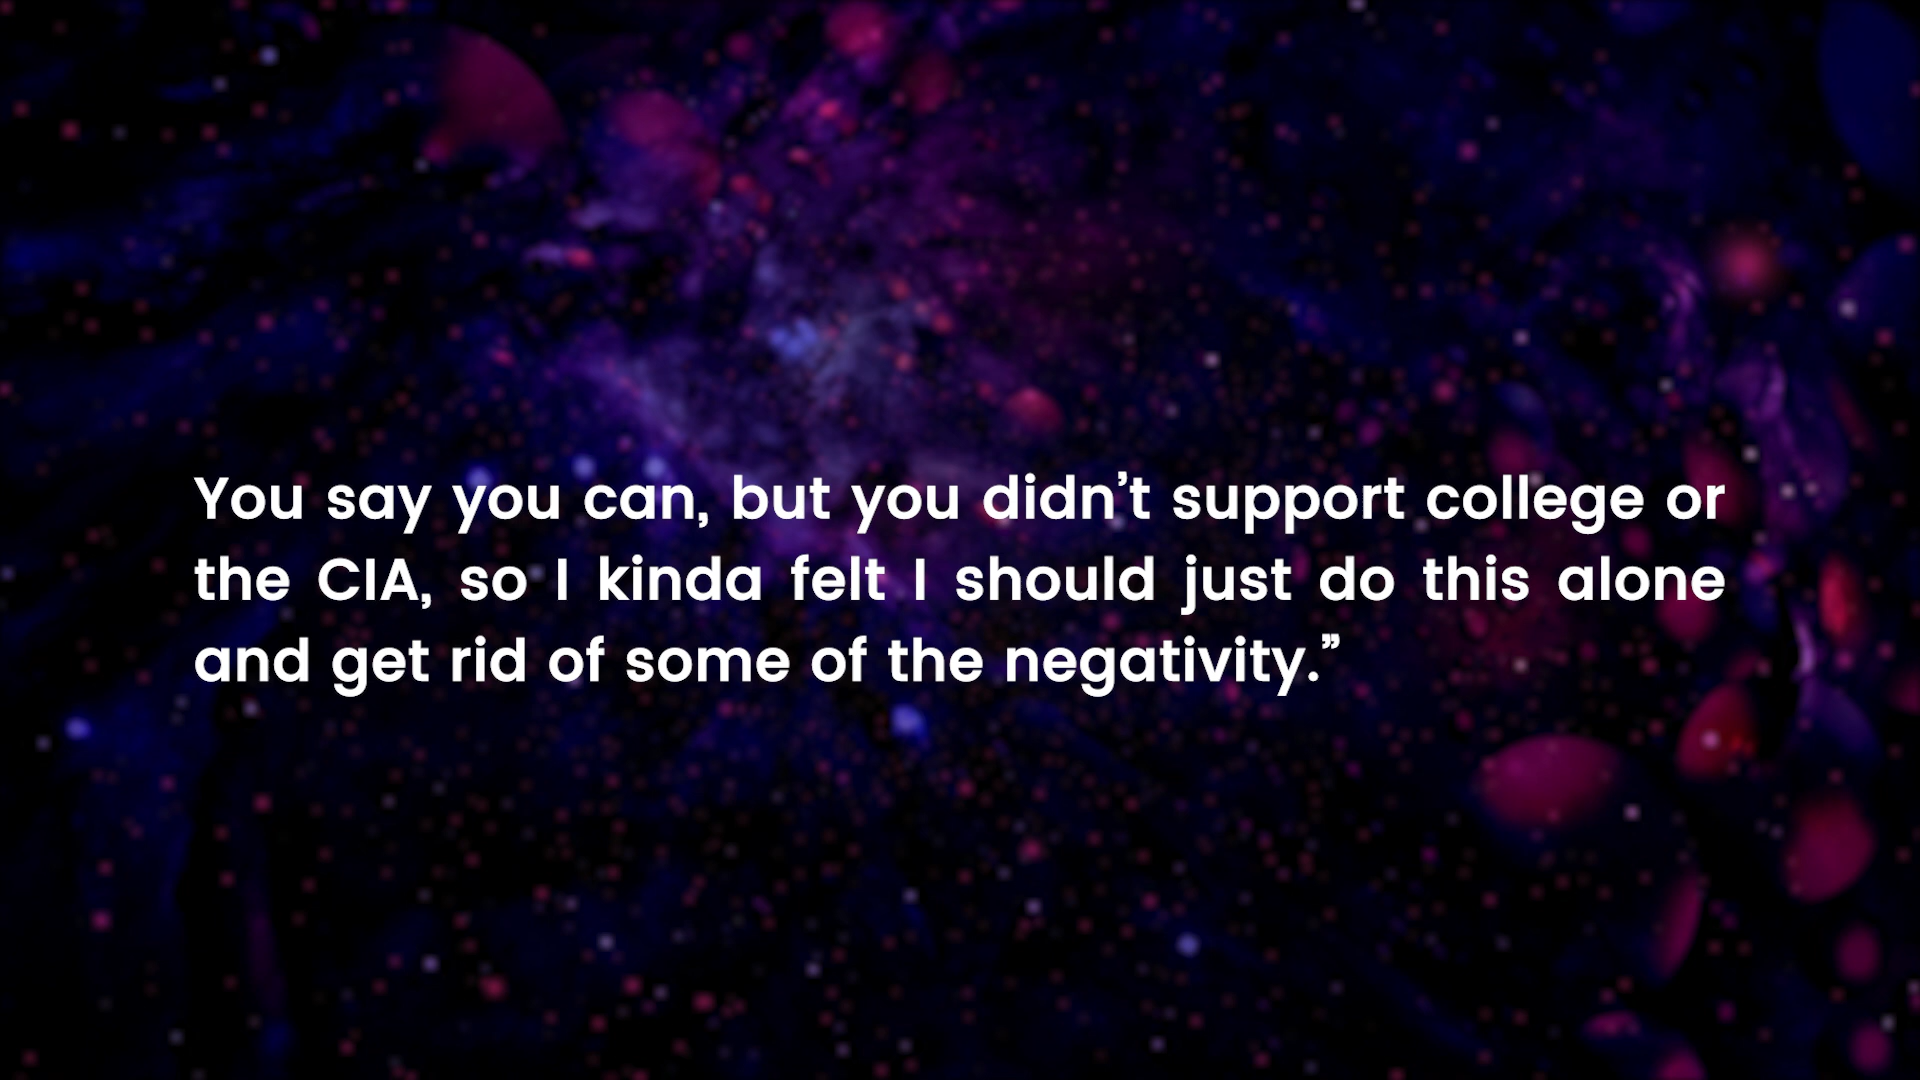 You say you can, but you didn’t support college or
the CIA, so I kinda felt I should just do this alone
and get rid of some of the negativity.”